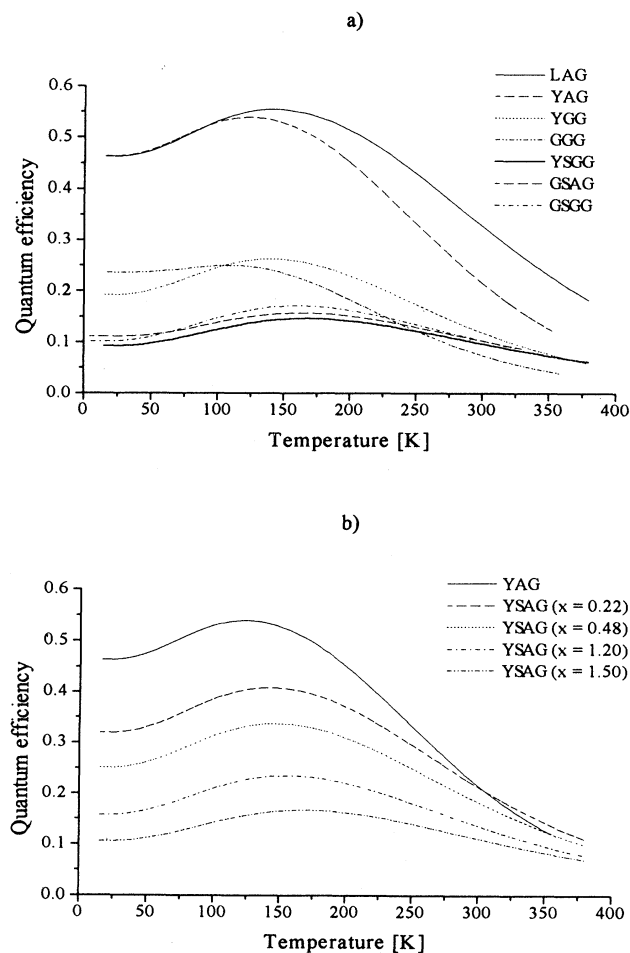 a)
Quantum efficiency
0.6
0.5
0.4
0.3
0.2
0.1
0.0
0 50 100 150 200 250 300 350 400
Temperature [K]
LAG
YAG
YGG
GGG
YSGG
GSAG
GSGG
b)
Quantum efficiency
0.6
0.5
0.4
0.3
0.2
0.1
0.0
0 50 100 150 200 250 300 350 400
Temperature [K]
YAG
YSAG (x = 0.22)
YSAG (x = 0.48)
YSAG (x = 1.20)
YSAG (x = 1.50)